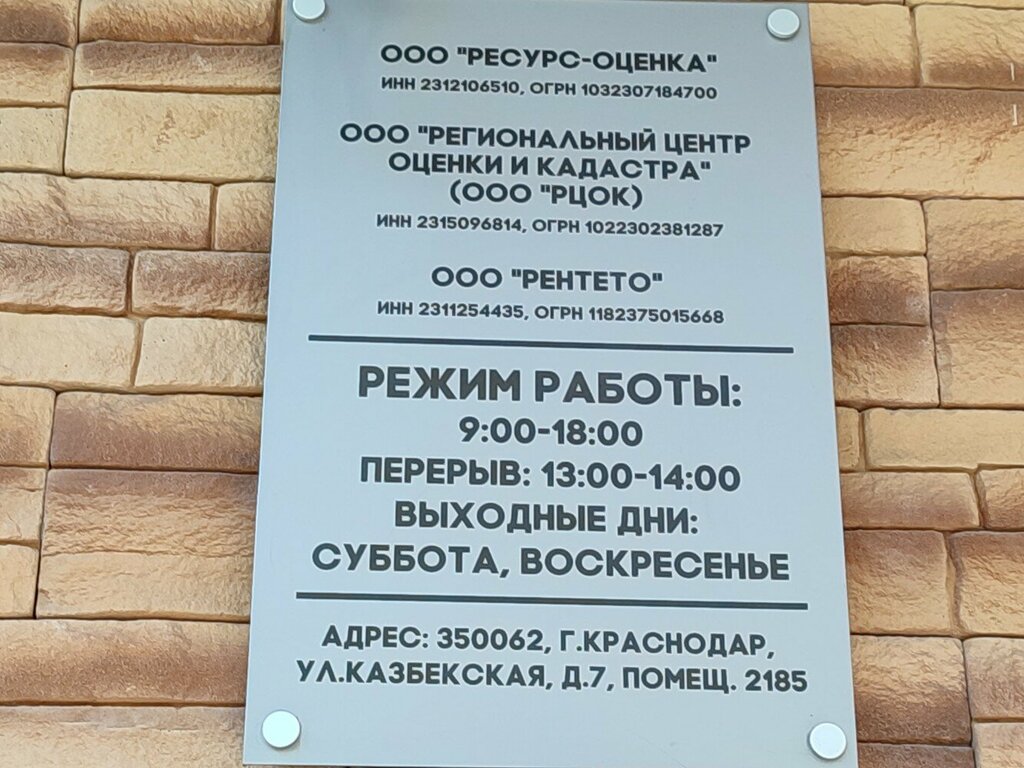 ООО "РЕСУРС-ОЦЕНКА"
ИНН 2312106510, ОГРН 1032307184700
ООО "РЕГИОНАЛЬНЫЙ ЦЕНТР
ОЦЕНКИ И КАДАСТРА"
(ООО "РЦОК)
ИНН 2315096814, ОГРН 1022302381287
ООО "РЕНТЕТО"
ИНН 2311254435, ОГРН 1182375015668
РЕЖИМ РАБОТЫ:
9:00-18:00
ПЕРЕРЫВ: 13:00-14:00
ВЫХОДНЫЕ ДНИ:
СУББОТА, ВОСКРЕСЕНЬЕ
АДРЕС: 350062, Г.КРАСНОДАР,
УЛ.КАЗБЕКСКАЯ, Д.7, ПОМЕЩ. 2185